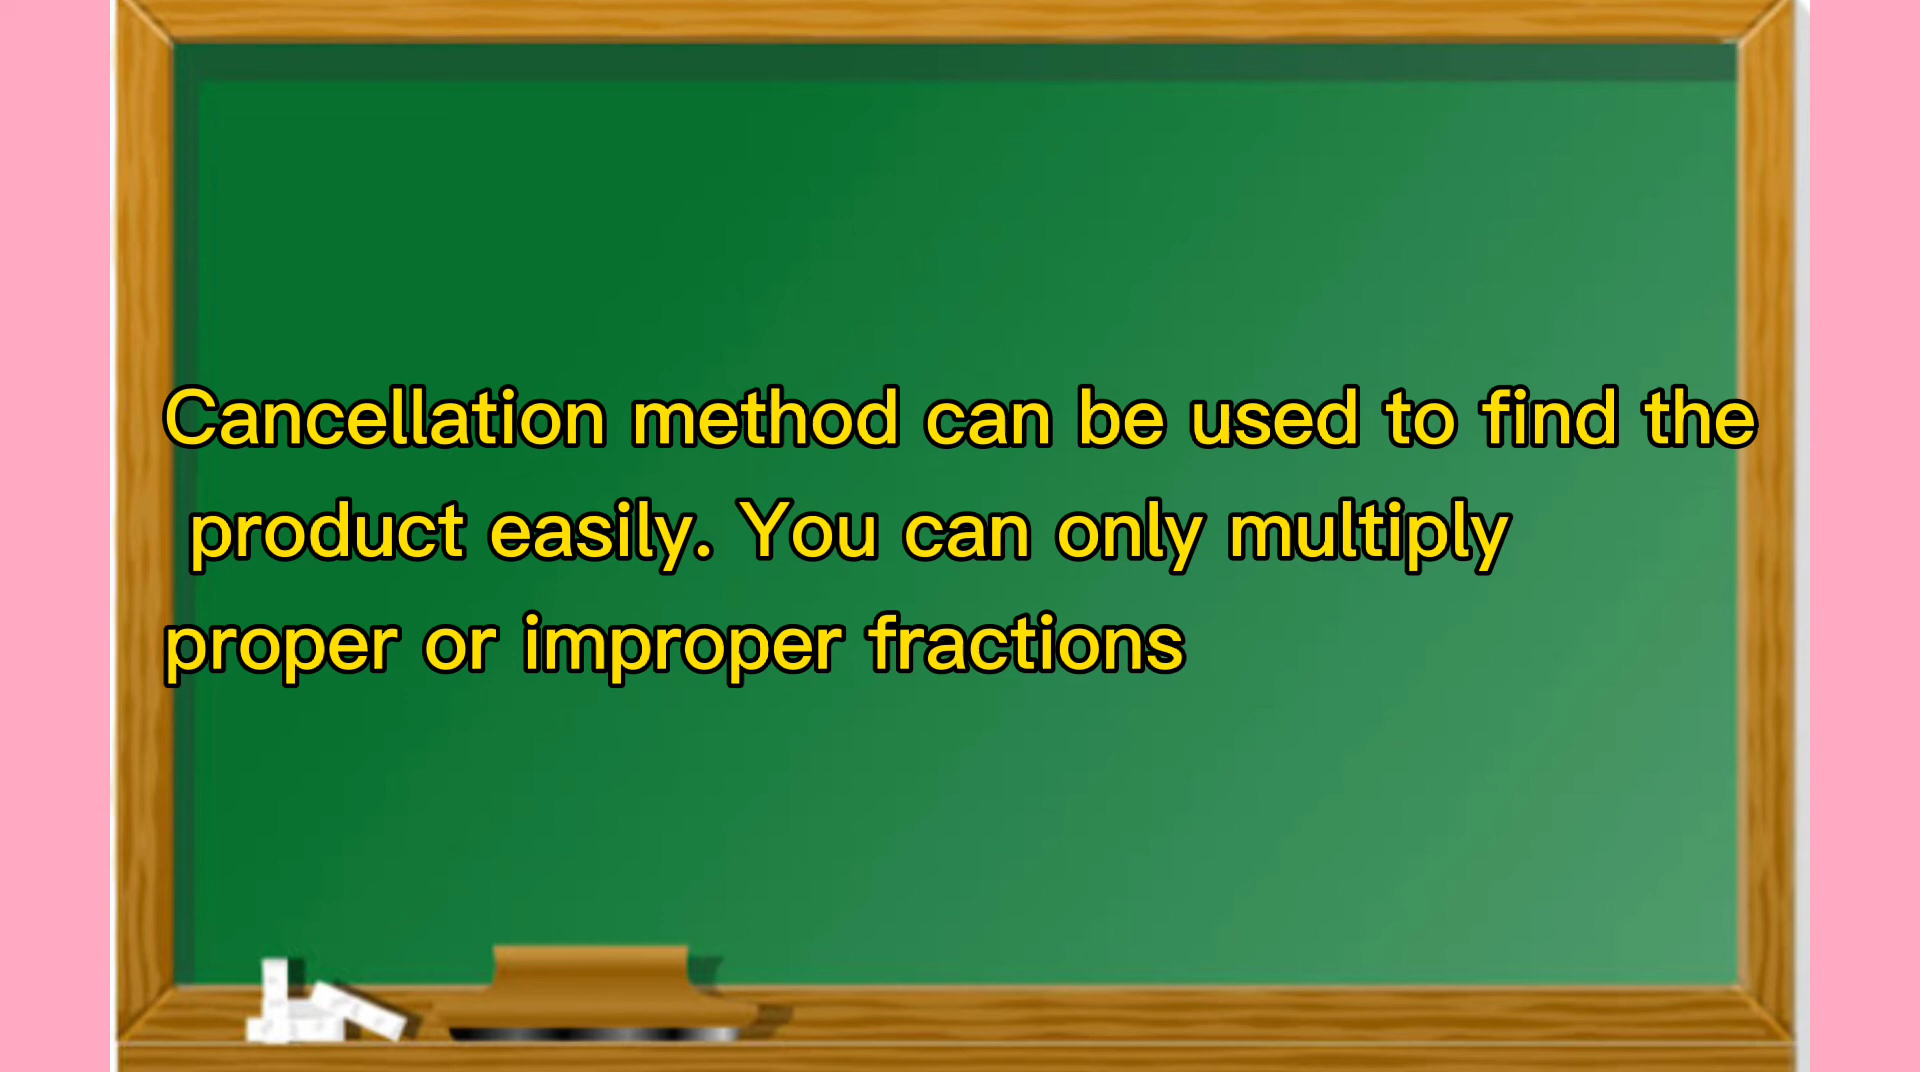 Cancellation method can be used to find the
product easily. You can only multiply
proper or improper fractions